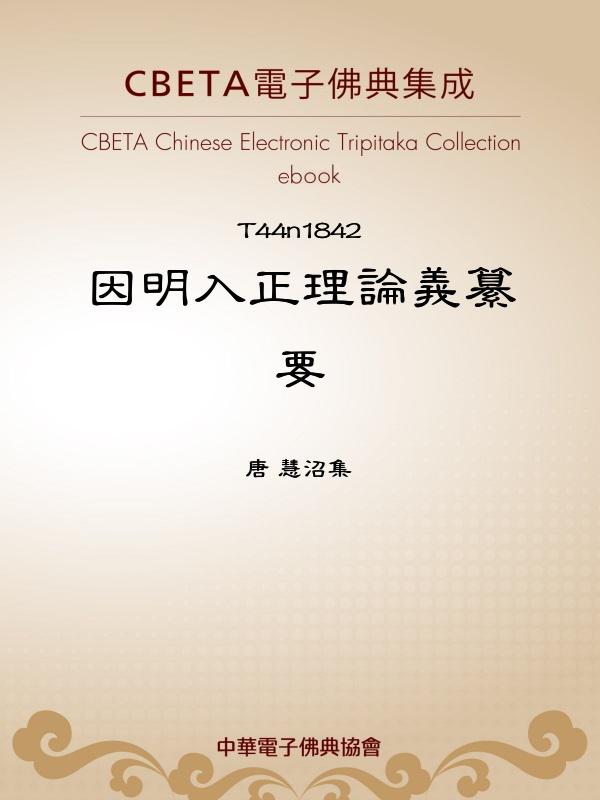 CBETA電子佛典集成
CBETA Chinese Electronic Tripitaka Collection
ebook
T44n1842
因明入正理論義纂
要
唐 慧沼集
中華電子佛典協會